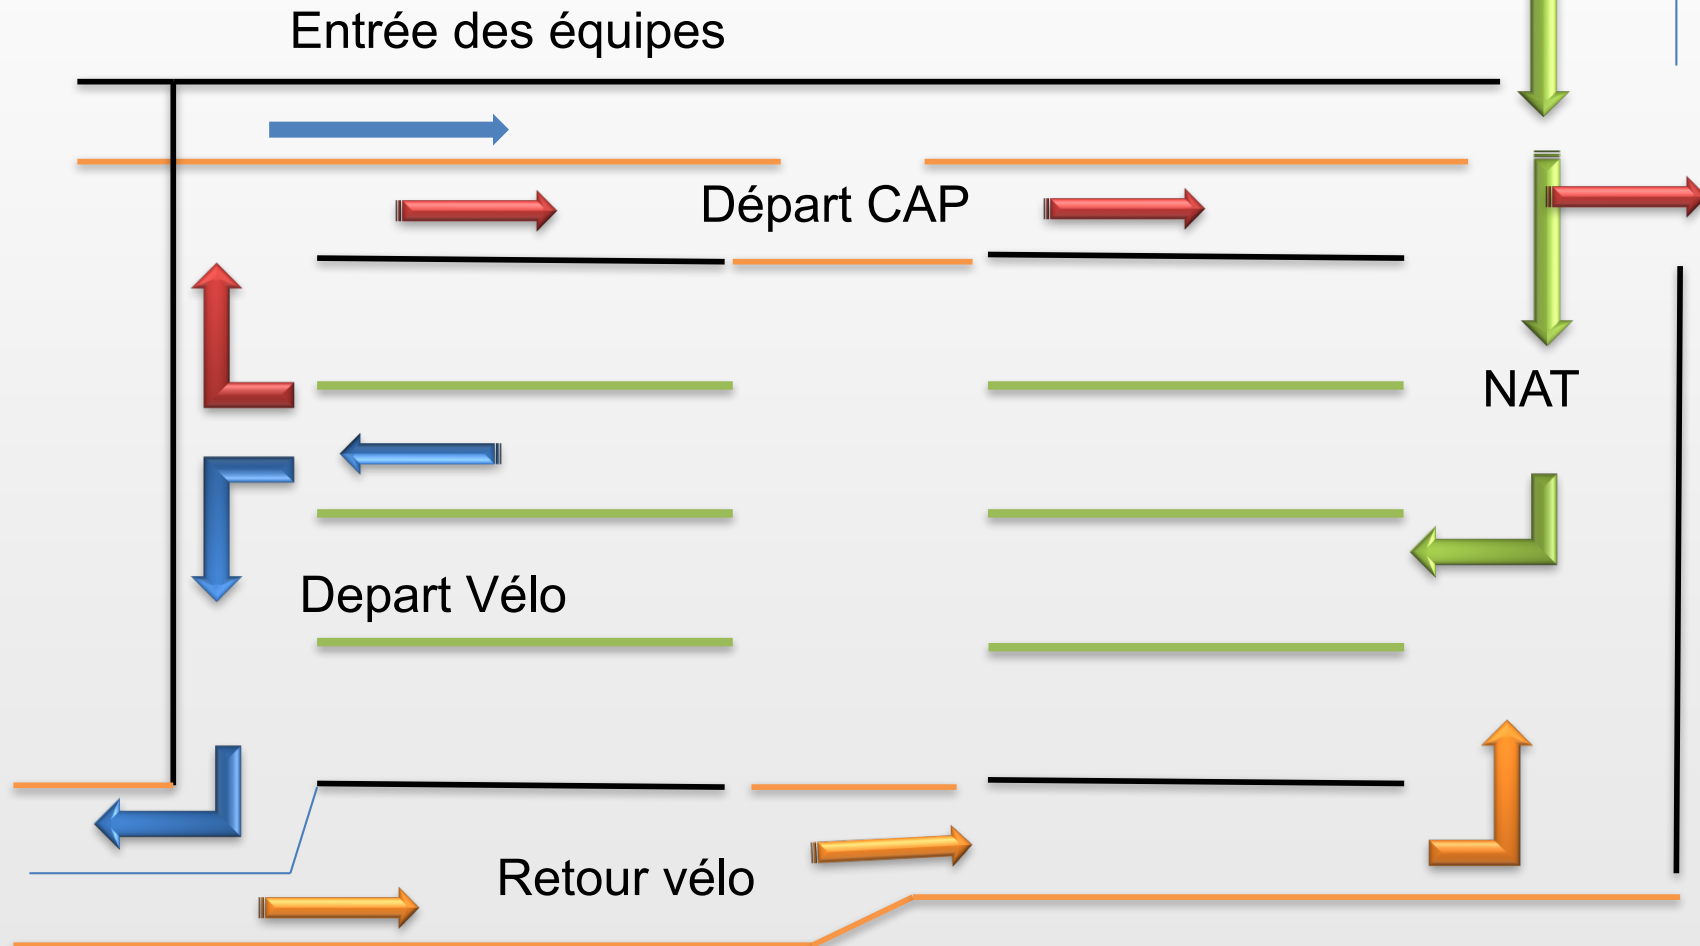 Entrée des équipes
Départ CAP
NAT
Depart Vélo
Retour vélo